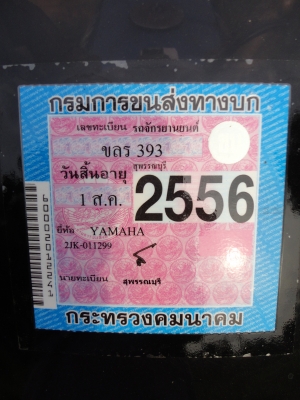 กรมการขนส่งทางบก
เลขทะเบียน รถจักรยานยนต์
ขลร 393
สุพรรณบุรี
วันสิ้นอายุ
1 ส.ค. 2556
ยี่ห้อ YAMAHA
2JK-011299
นายทะเบียน สุพรรณบุรี
กระทรวงคมนาคม